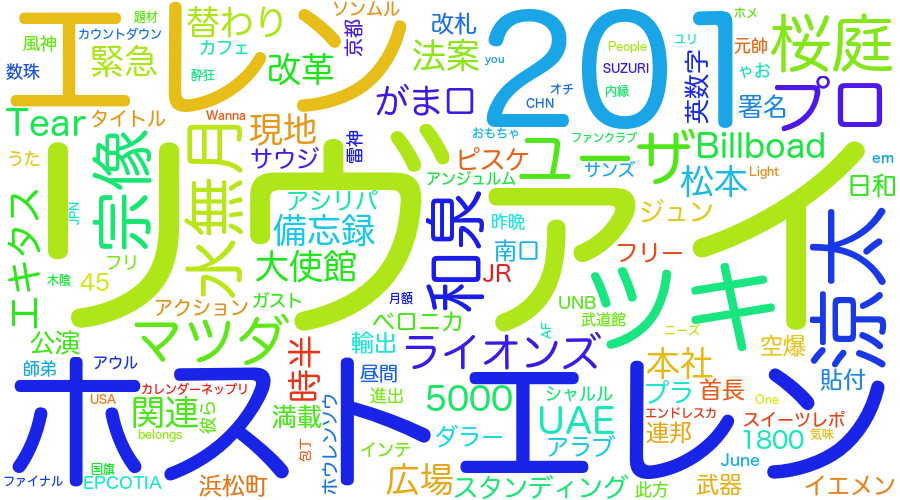 題材
ソンムル
ホメ
エレン
替わり
改札
ユリ
風神
カウントダウン
カフェ
京都
201
元帥
桜庭
数珠
緊急
酔狂
改革
法案
you
People
SUZURI
内縁
ゃお
オチ
CHN
英数字
署名
プロ
Tear
タイトル
Wanna
現地
がま口
おもちゃ
ファンクラブ
ユーザ
Billboad
うた
宗像
水無月
サウジ
雷神
ピスケ
サンズ
松本
Light
em
日和
アンジュルム
リヴァイ
アシリパ
備忘録
昨晩
ジュン
エキタス
JPN
和泉
南口
フリー
涼太
木陰
45
フリ
大使館
JR
ツッキ
アクション
ガスト
月額
UNB
マツダ
ベロニカ
AF
武道館
ニーズ
公演
輸出
ライオンズ
空爆
師弟
アウル
時半
昼間
本社
貼付
ホストエレン
カレンダーネップリ
進出
5000
シャルル
プラ
首長
USA
関連
彼ら
満載
ホウレンソウ
UAE
エンドレスカ
One
スイーツレポ
belongs
包丁
インテ
ダラー
アラブ
連邦
1800
気味
国旗
ファイナル
EPCOTIA
浜松町
広場
スタンディング
此方
武器
June
イエメン